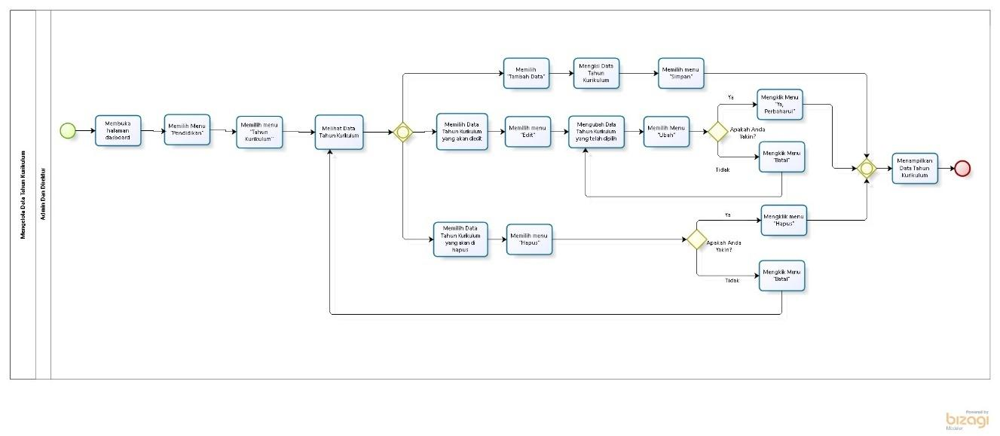 Mengelola Data Tahun Kurikulum
Admin Dan Direktur
Membuka
halaman
dasboard
Memilih Menu
"Pendidikan"
Memilih menu
"Tahun
Kurikulum"
Melihat Data
Tahun Kurikulum
Memilih
"Tambah Data"
Mengisi Data
Tahun
Kurikulum
Memilih menu
"Simpan"
Memilih Data
Tahun Kurikulum
yang akan diedit
Memilih menu
"Edit"
Mengubah Data
Tahun Kurikulum
yang telah dipilih
Memilih Menu
"Ubah"
Apakah Anda
Yakin?
Ya
Mengklik Menu
"Ya,
Perbaharui"
Tidak
Mengklik Menu
"Batal"
Memilih Data
Tahun Kurikulum
yang akan di
hapus
Memilih menu
"Hapus"
Apakah Anda
Yakin?
Ya
Mengklik menu
"Hapus"
Tidak
Mengklik Menu
"Batal"
Menampilkan
Data Tahun
Kurikulum
Powered by
bizagi
Modeler